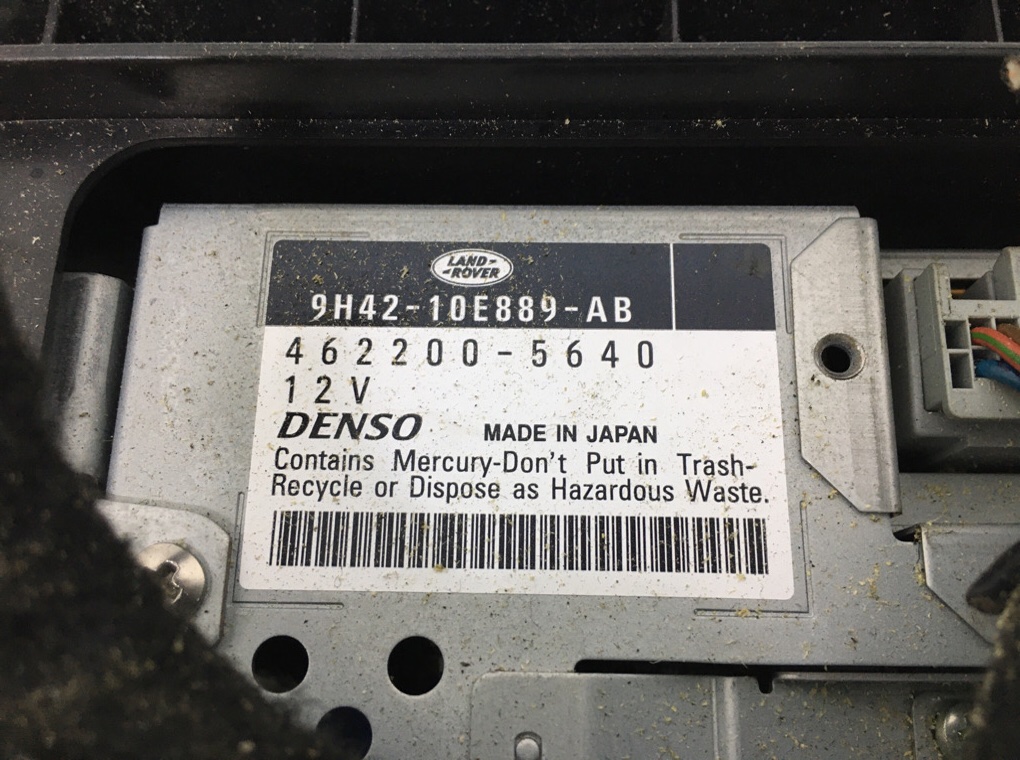 LAND-
-ROVER
9H42-10E889-AB
462200-5640
12V
DENSO MADE IN JAPAN
Contains Mercury-Don't Put in Trash-
Recycle or Dispose as Hazardous Waste.